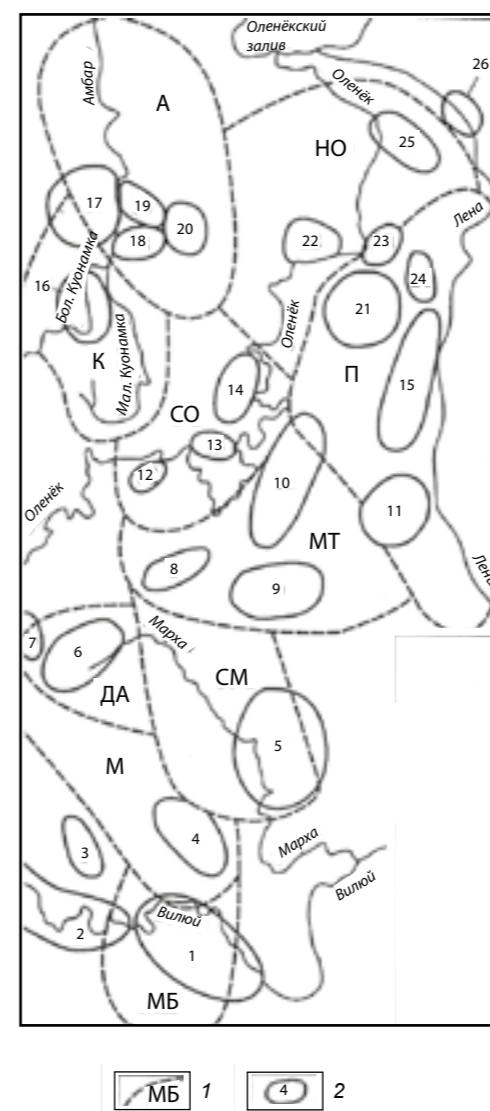 Оленёкский
залив
26
Амбар
А
Оленёк
25
НО
17
19
Лена
18
20
22
23
16
Бол. Куонамка
24
21
Оленёк
К
Мал. Куонамка
14
П
15
СО
13
12
10
Оленёк
11
МТ
8
9
Лена
7
6
Марха
СМ
ДА
5
М
4
Марха
3
Вилюй
Вилюй
2
1
МБ
МБ 1
4 2